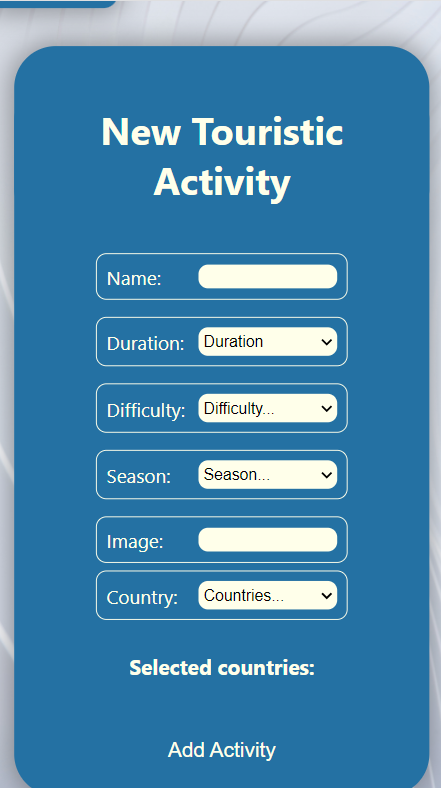 New Touristic
Activity
Name:
Duration: Duration
Difficulty: Difficulty...
Season: Season...
Image:
Country: Countries...
Selected countries:
Add Activity